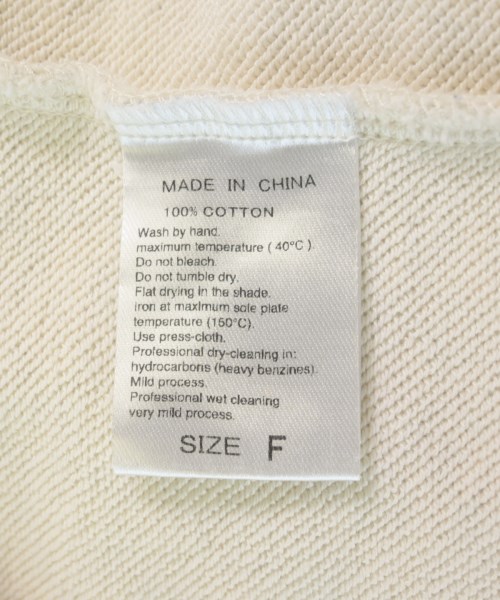 MADE IN CHINA
100% COTTON
Wash by hand.
maximum temperature ( 40°C ).
Do not bleach.
Do not tumble dry.
Flat drying in the shade.
iron at maximum sole plate
temperature (150°C).
Use press-cloth.
Professional dry-cleaning in:
hydrocarbons (heavy benzines).
Mild process.
Professional wet cleaning
very mild process.
SIZE F